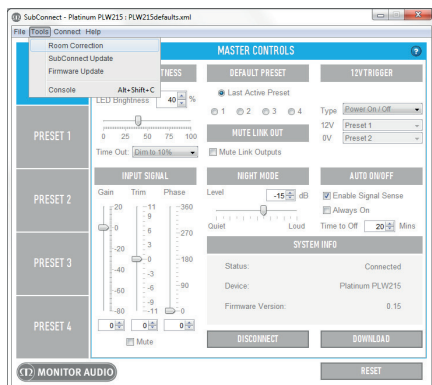 SubConnect - Platinum PLW215 : PLW215defaults.xml
File Tools Connect Help
Room Correction
SubConnect Update
Firmware Update
Console Alt+Shift+C
MASTER CONTROLS
PRESET 1
PRESET 2
PRESET 3
PRESET 4
TNESS
LED Brightness 40 %
0 25 50 75 100
Time Out: Dim to 10%
DEFAULT PRESET
Last Active Preset
1 2 3 4
MUTE LINK OUT
Mute Link Outputs
12V TRIGGER
Type Power On / Off
12V Preset 1
0V Preset 2
INPUT SIGNAL
Gain Trim Phase
20 11 360
9
0 6 270
-20 3
0 180
-40 -3
-6 90
-60 -9
-80 -11 0
0 0 0
Mute
NIGHT MODE
Level -15 dB
Quiet Loud
AUTO ON/OFF
Enable Signal Sense
Always On
Time to Off 20 Mins
SYSTEM INFO
Status: Connected
Device: Platinum PLW215
Firmware Version: 0.15
DISCONNECT DOWNLOAD
MONITOR AUDIO
RESET